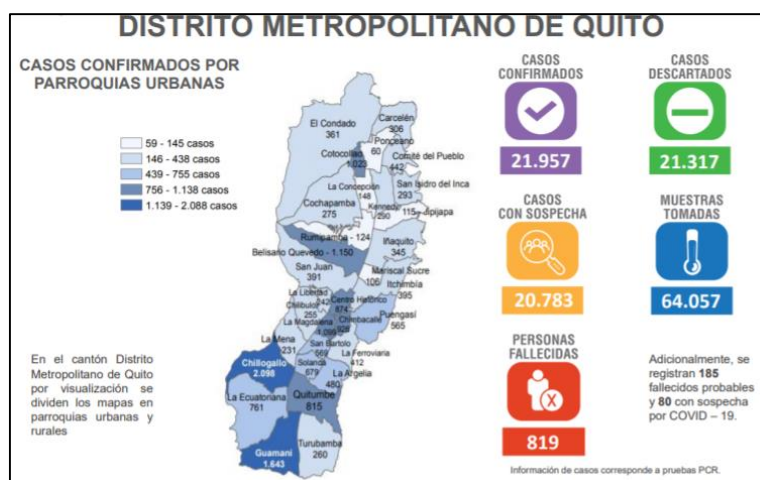 DISTRITO METROPOLITANO DE QUITO
CASOS CONFIRMADOS POR
PARROQUIAS URBANAS
59 - 145 casos
146 - 438 casos
439 - 755 casos
756 - 1.138 casos
1.139 - 2.088 casos
El Condado
361
Carcelén
306
Ponceano
60
Cotocollao
1.023
Comité del Pueblo
442
La Concepción
148
San Isidro del Inca
293
Kennedy
290
115 - Jipijapa
Cochapamba
275
Rumipamba - 124
Iñaquito
345
Belisario Quevedo - 1.150
San Juan
391
Mariscal Sucre
106
Itchimbía
395
La Libertad
242
Centro Histórico
874
Chilibulo
255
Puengasí
565
La Magdalena
1.099
Chimbacalle
928
La Mena
231
San Bartolo
569
La Ferroviaria
412
Solanda
679
La Argelia
480
Chillogallo
2.098
La Ecuatoriana
761
Quitumbe
815
Guamaní
1.643
Turubamba
260
En el cantón Distrito
Metropolitano de Quito
por visualización se
dividen los mapas en
parroquias urbanas y
rurales
CASOS
CONFIRMADOS
21.957
CASOS
DESCARTADOS
21.317
CASOS
CON SOSPECHA
20.783
MUESTRAS
TOMADAS
64.057
PERSONAS
FALLECIDAS
819
Adicionalmente, se
registran 185
fallecidos probables
y 80 con sospecha
por COVID – 19.
Información de casos corresponde a pruebas PCR.